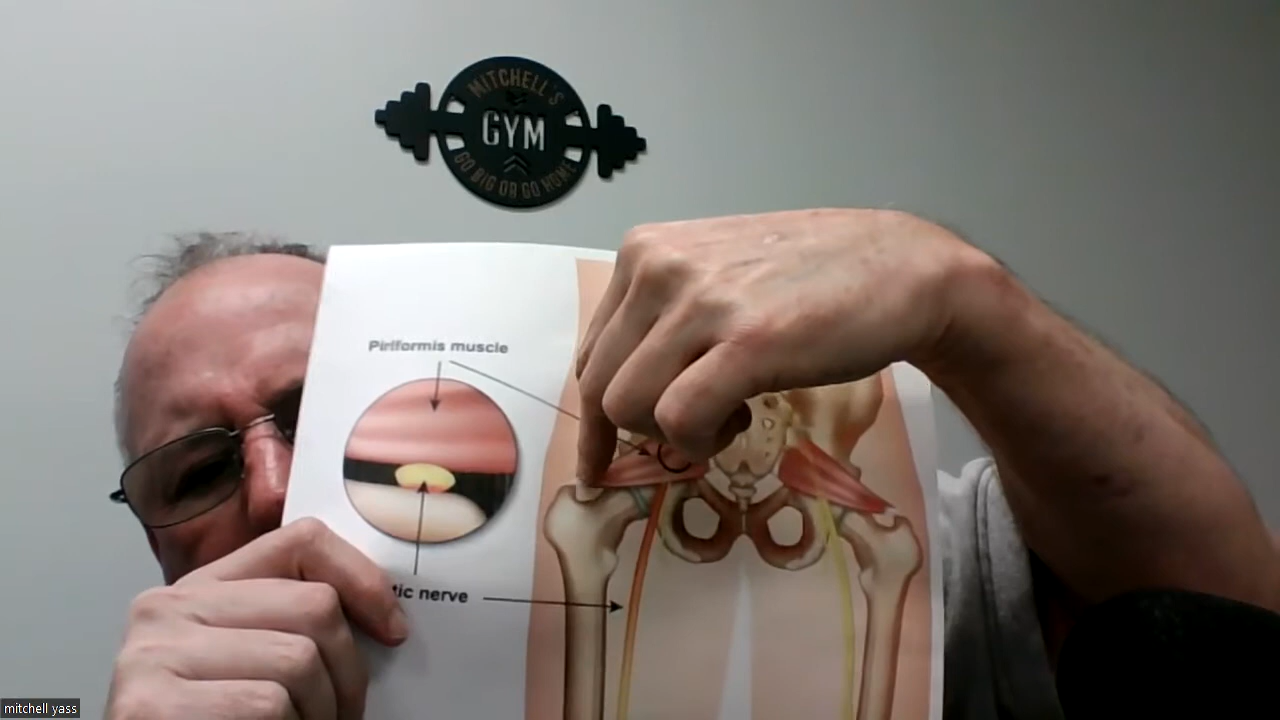 MITCHELL'S
GYM
GO BIG OR GO HOME
Piriformis muscle
tic nerve
mitchell yass